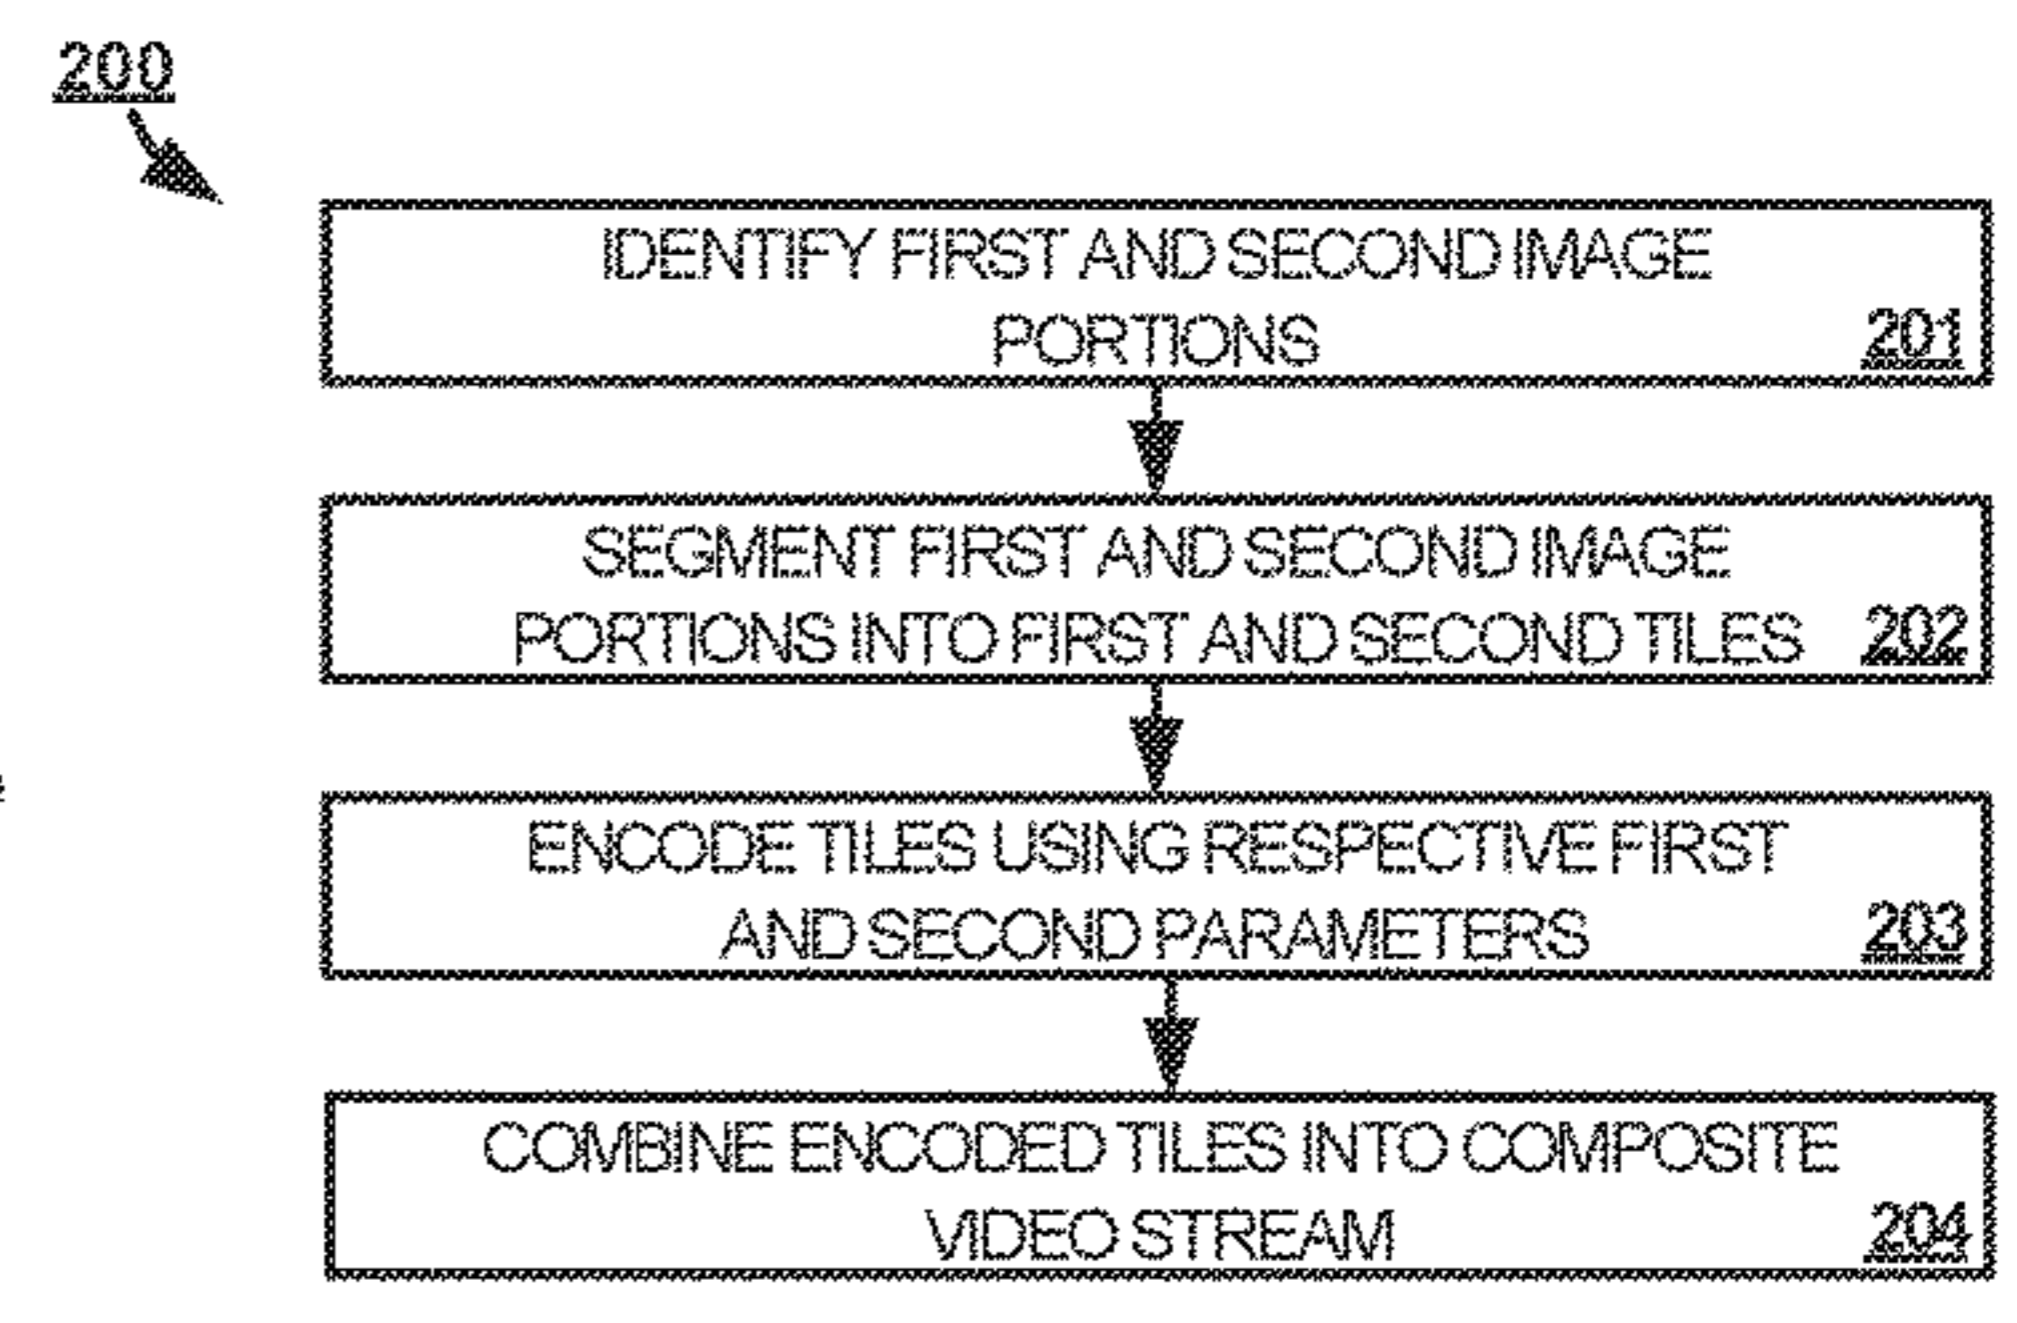 200
IDENTIFY FIRST AND SECOND IMAGE
PORTIONS
201
SEGMENT FIRST AND SECOND IMAGE
PORTIONS INTO FIRST AND SECOND TILES
202
ENCODE TILES USING RESPECTIVE FIRST
AND SECOND PARAMETERS
203
COMBINE ENCODED TILES INTO COMPOSITE
VIDEO STREAM
204